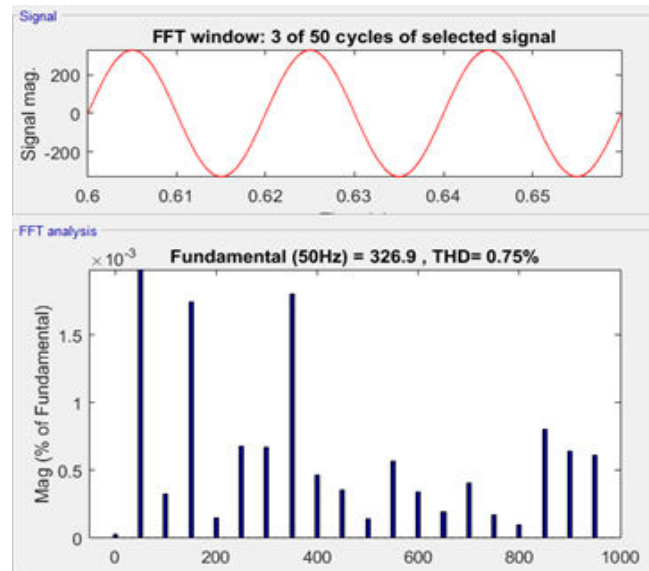 Signal
FFT window: 3 of 50 cycles of selected signal
Signal mag.
200
0
-200
0.6 0.61 0.62 0.63 0.64 0.65
FFT analysis
× 10^-3
Fundamental (50Hz) = 326.9 , THD= 0.75%
Mag (% of Fundamental)
1.5
1
0.5
0
0 200 400 600 800 1000